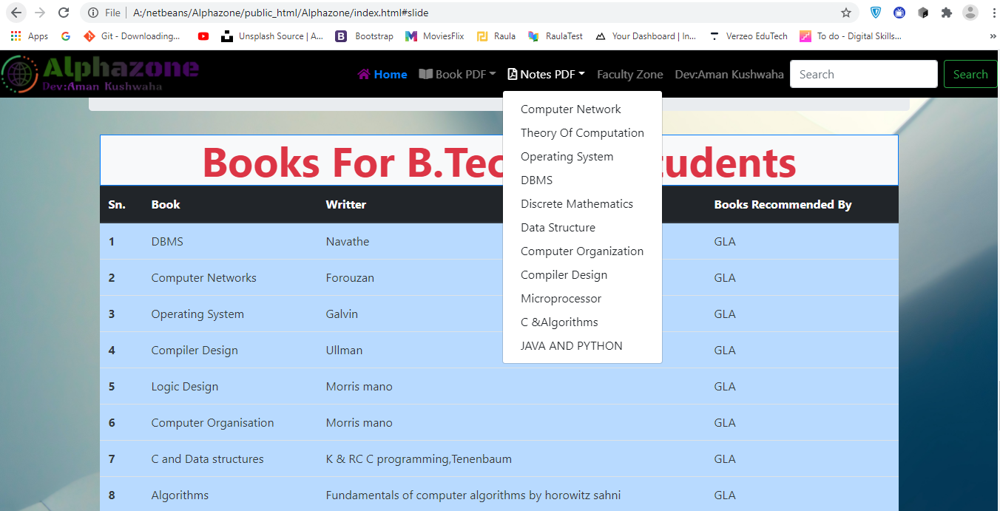 File A:/netbeans/Alphazone/public_html/Alphazone/index.html#slide
Apps Git - Downloading... Unsplash Source | A... Bootstrap MoviesFlix Raula RaulaTest Your Dashboard | In... Verzeo EduTech To do - Digital Skills... »
Alphazone
Dev:Aman Kushwaha
Home Book PDF Notes PDF Faculty Zone Dev:Aman Kushwaha Search Search
Computer Network
Theory Of Computation
Operating System
DBMS
Discrete Mathematics
Data Structure
Computer Organization
Compiler Design
Microprocessor
C &Algorithms
JAVA AND PYTHON
Books For B.Tec tudents
Sn. Book Writter Books Recommended By
1 DBMS Navathe GLA
2 Computer Networks Forouzan GLA
3 Operating System Galvin GLA
4 Compiler Design Ullman GLA
5 Logic Design Morris mano GLA
6 Computer Organisation Morris mano GLA
7 C and Data structures K & RC C programming,Tenenbaum GLA
8 Algorithms Fundamentals of computer algorithms by horowitz sahni GLA